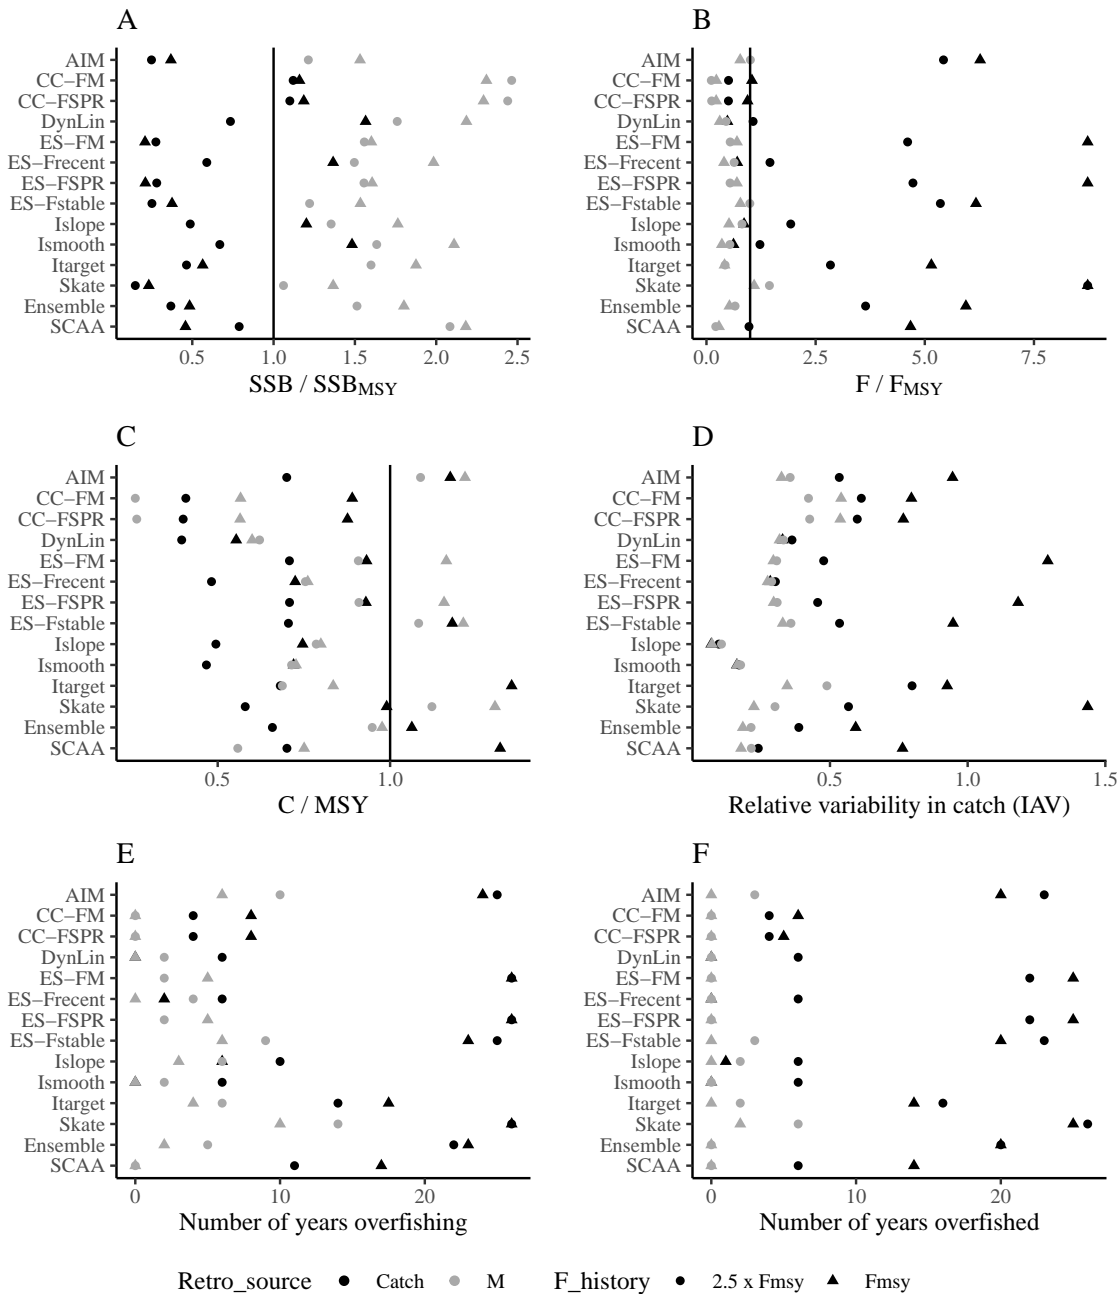 A
AIM
CC−FM
CC−FSPR
DynLin
ES−FM
ES−Frecent
ES−FSPR
ES−Fstable
Islope
Ismooth
Itarget
Skate
Ensemble
SCAA
0.5 1.0 1.5 2.0 2.5
SSB / SSBMSY
B
AIM
CC−FM
CC−FSPR
DynLin
ES−FM
ES−Frecent
ES−FSPR
ES−Fstable
Islope
Ismooth
Itarget
Skate
Ensemble
SCAA
0.0 2.5 5.0 7.5
F / FMSY
C
AIM
CC−FM
CC−FSPR
DynLin
ES−FM
ES−Frecent
ES−FSPR
ES−Fstable
Islope
Ismooth
Itarget
Skate
Ensemble
SCAA
0.5 1.0
C / MSY
D
AIM
CC−FM
CC−FSPR
DynLin
ES−FM
ES−Frecent
ES−FSPR
ES−Fstable
Islope
Ismooth
Itarget
Skate
Ensemble
SCAA
0.5 1.0 1.5
Relative variability in catch (IAV)
E
AIM
CC−FM
CC−FSPR
DynLin
ES−FM
ES−Frecent
ES−FSPR
ES−Fstable
Islope
Ismooth
Itarget
Skate
Ensemble
SCAA
0 10 20
Number of years overfishing
F
AIM
CC−FM
CC−FSPR
DynLin
ES−FM
ES−Frecent
ES−FSPR
ES−Fstable
Islope
Ismooth
Itarget
Skate
Ensemble
SCAA
0 10 20
Number of years overfished
Retro_source Catch M F_history 2.5 x Fmsy Fmsy